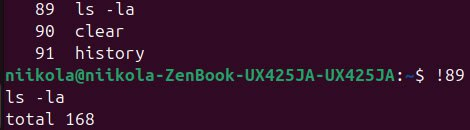 89 ls -la
90 clear
91 history
niikola@niikola-ZenBook-UX425JA-UX425JA:~$ !89
ls -la
total 168